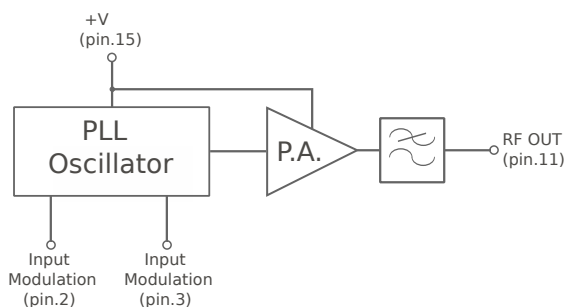 +V
(pin.15)
PLL
Oscillator
P.A.
RF OUT
(pin.11)
Input
Modulation
(pin.2)
Input
Modulation
(pin.3)